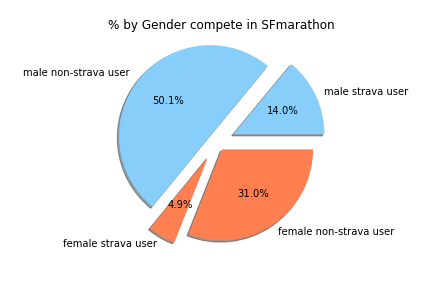 % by Gender compete in SFmarathon
male non-strava user
50.1%
male strava user
14.0%
4.9%
female strava user
31.0%
female non-strava user